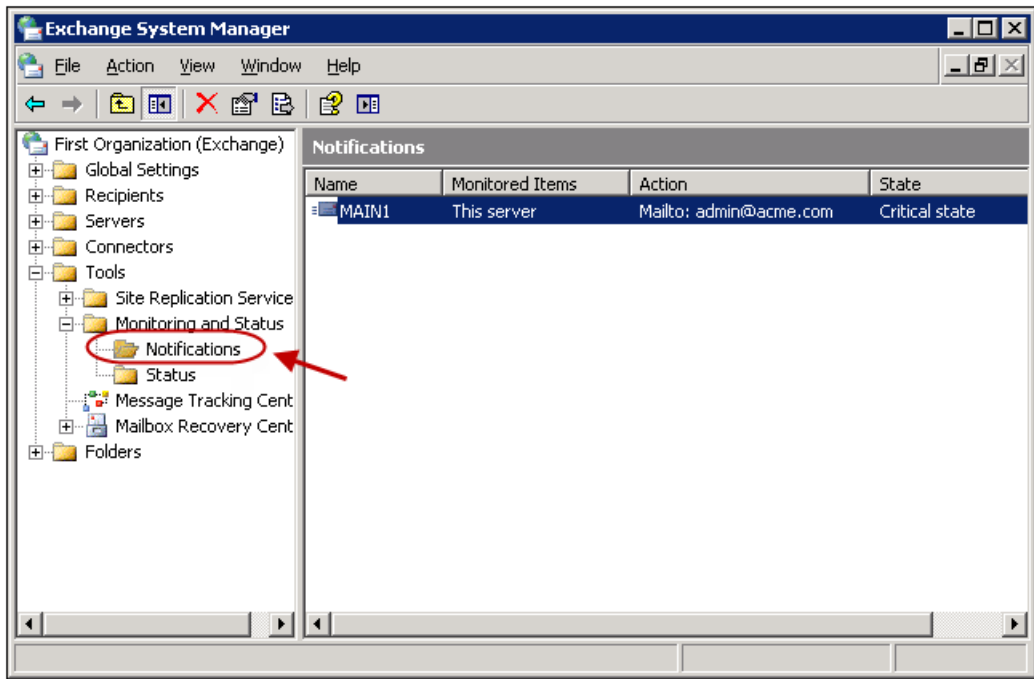 Exchange System Manager
File Action View Window Help
First Organization (Exchange)
Global Settings
Recipients
Servers
Connectors
Tools
Site Replication Service
Monitoring and Status
Notifications
Status
Message Tracking Cent
Mailbox Recovery Cent
Folders
Notifications
Name Monitored Items Action State
MAIN1 This server Mailto: admin@acme.com Critical state